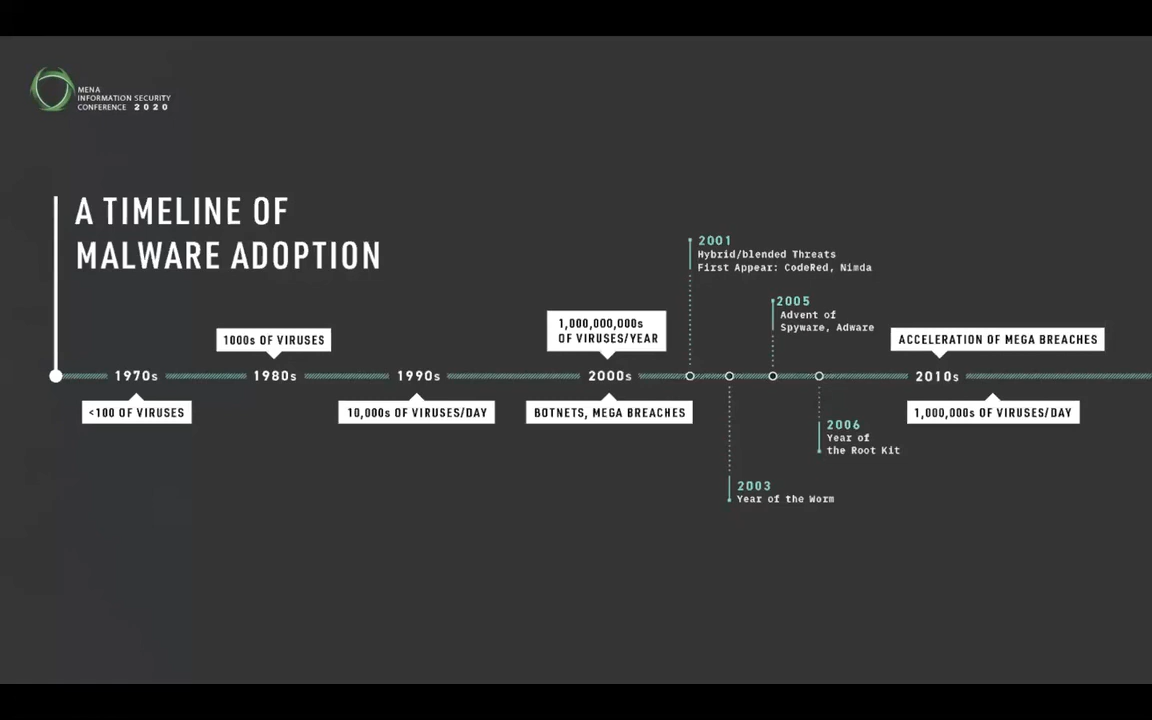 MENA
INFORMATION SECURITY
CONFERENCE 2020
A TIMELINE OF
MALWARE ADOPTION
2001
Hybrid/blended Threats
First Appear: CodeRed, Nimda
2005
Advent of
Spyware, Adware
1,000,000,000s
OF VIRUSES/YEAR
1000s OF VIRUSES
ACCELERATION OF MEGA BREACHES
1970s
1980s
1990s
2000s
2010s
<100 OF VIRUSES
10,000s OF VIRUSES/DAY
BOTNETS, MEGA BREACHES
1,000,000s OF VIRUSES/DAY
2006
Year of
the Root Kit
2003
Year of the Worm